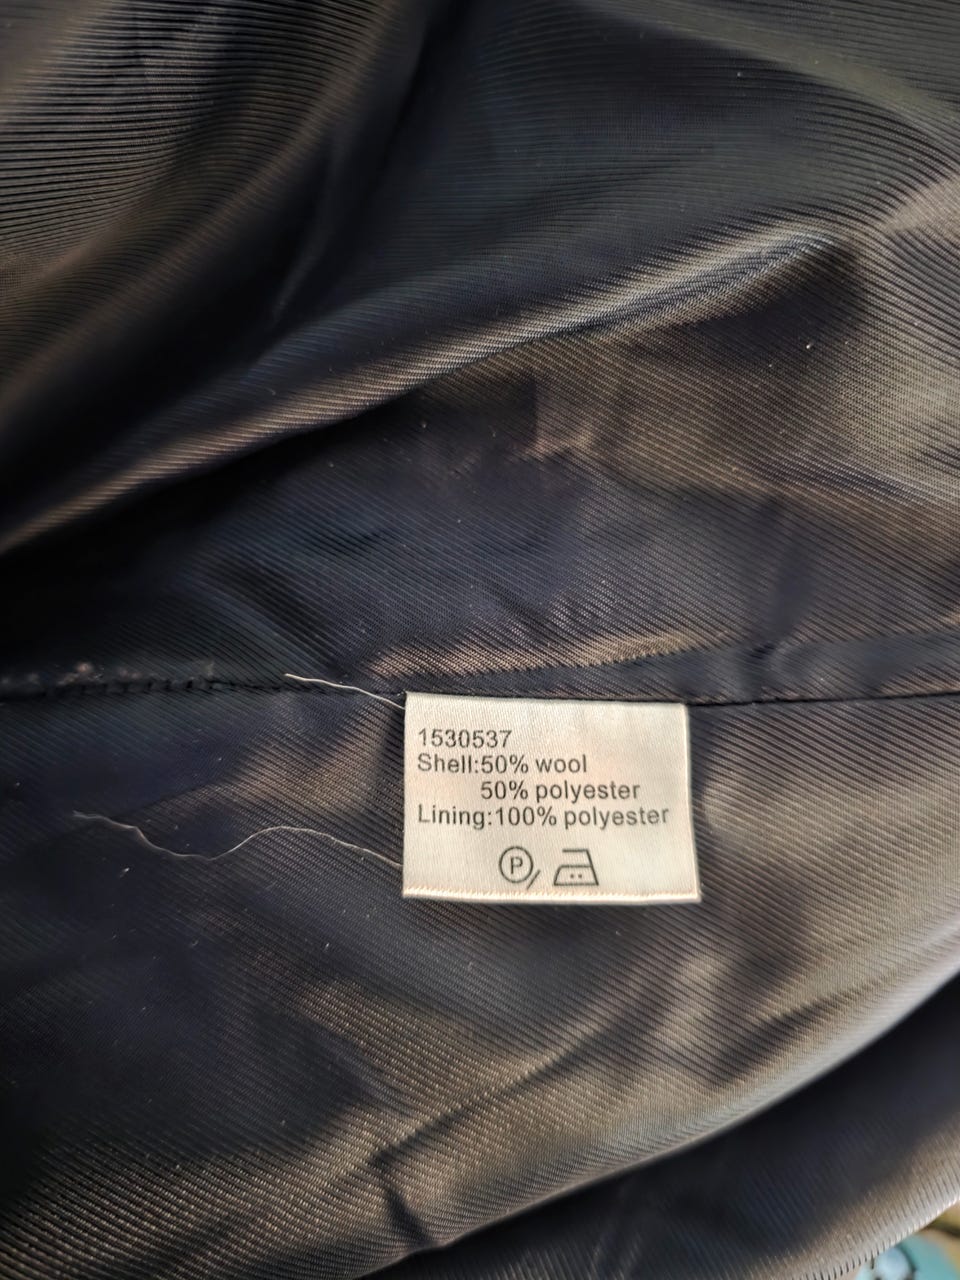 1530537
Shell:50% wool
50% polyester
Lining:100% polyester
P